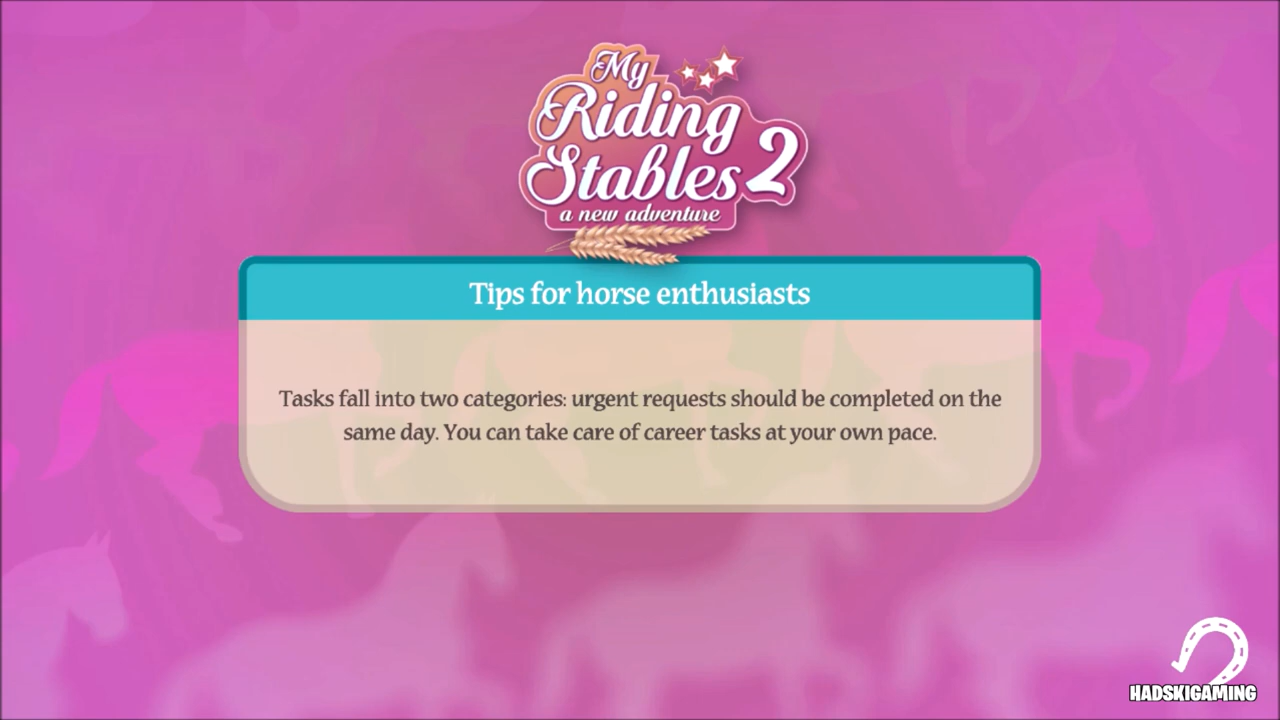 My
Riding
Stables 2
a new adventure
Tips for horse enthusiasts
Tasks fall into two categories: urgent requests should be completed on the
same day. You can take care of career tasks at your own pace.
HADSKIGAMING